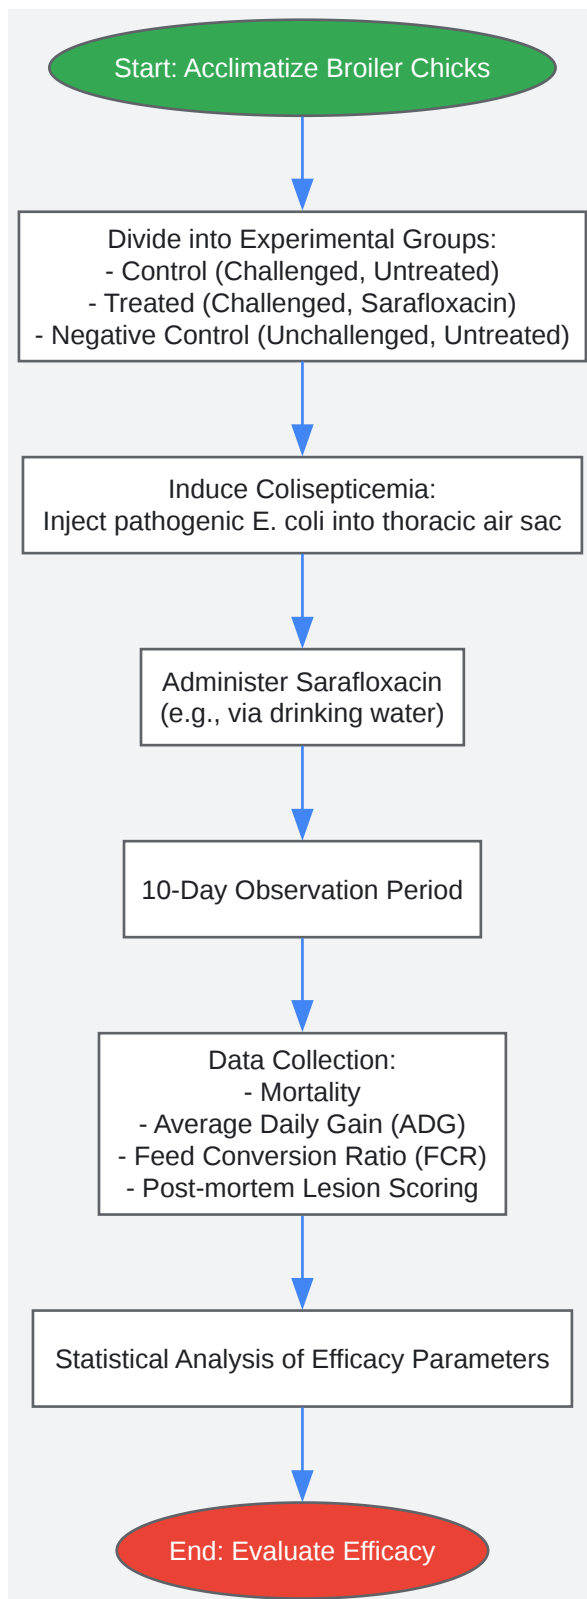 Start: Acclimatize Broiler Chicks
Divide into Experimental Groups:
- Control (Challenged, Untreated)
- Treated (Challenged, Sarafloxacin)
- Negative Control (Unchallenged, Untreated)
Induce Colisepticemia:
Inject pathogenic E. coli into thoracic air sac
Administer Sarafloxacin
(e.g., via drinking water)
10-Day Observation Period
Data Collection:
- Mortality
- Average Daily Gain (ADG)
- Feed Conversion Ratio (FCR)
- Post-mortem Lesion Scoring
Statistical Analysis of Efficacy Parameters
End: Evaluate Efficacy